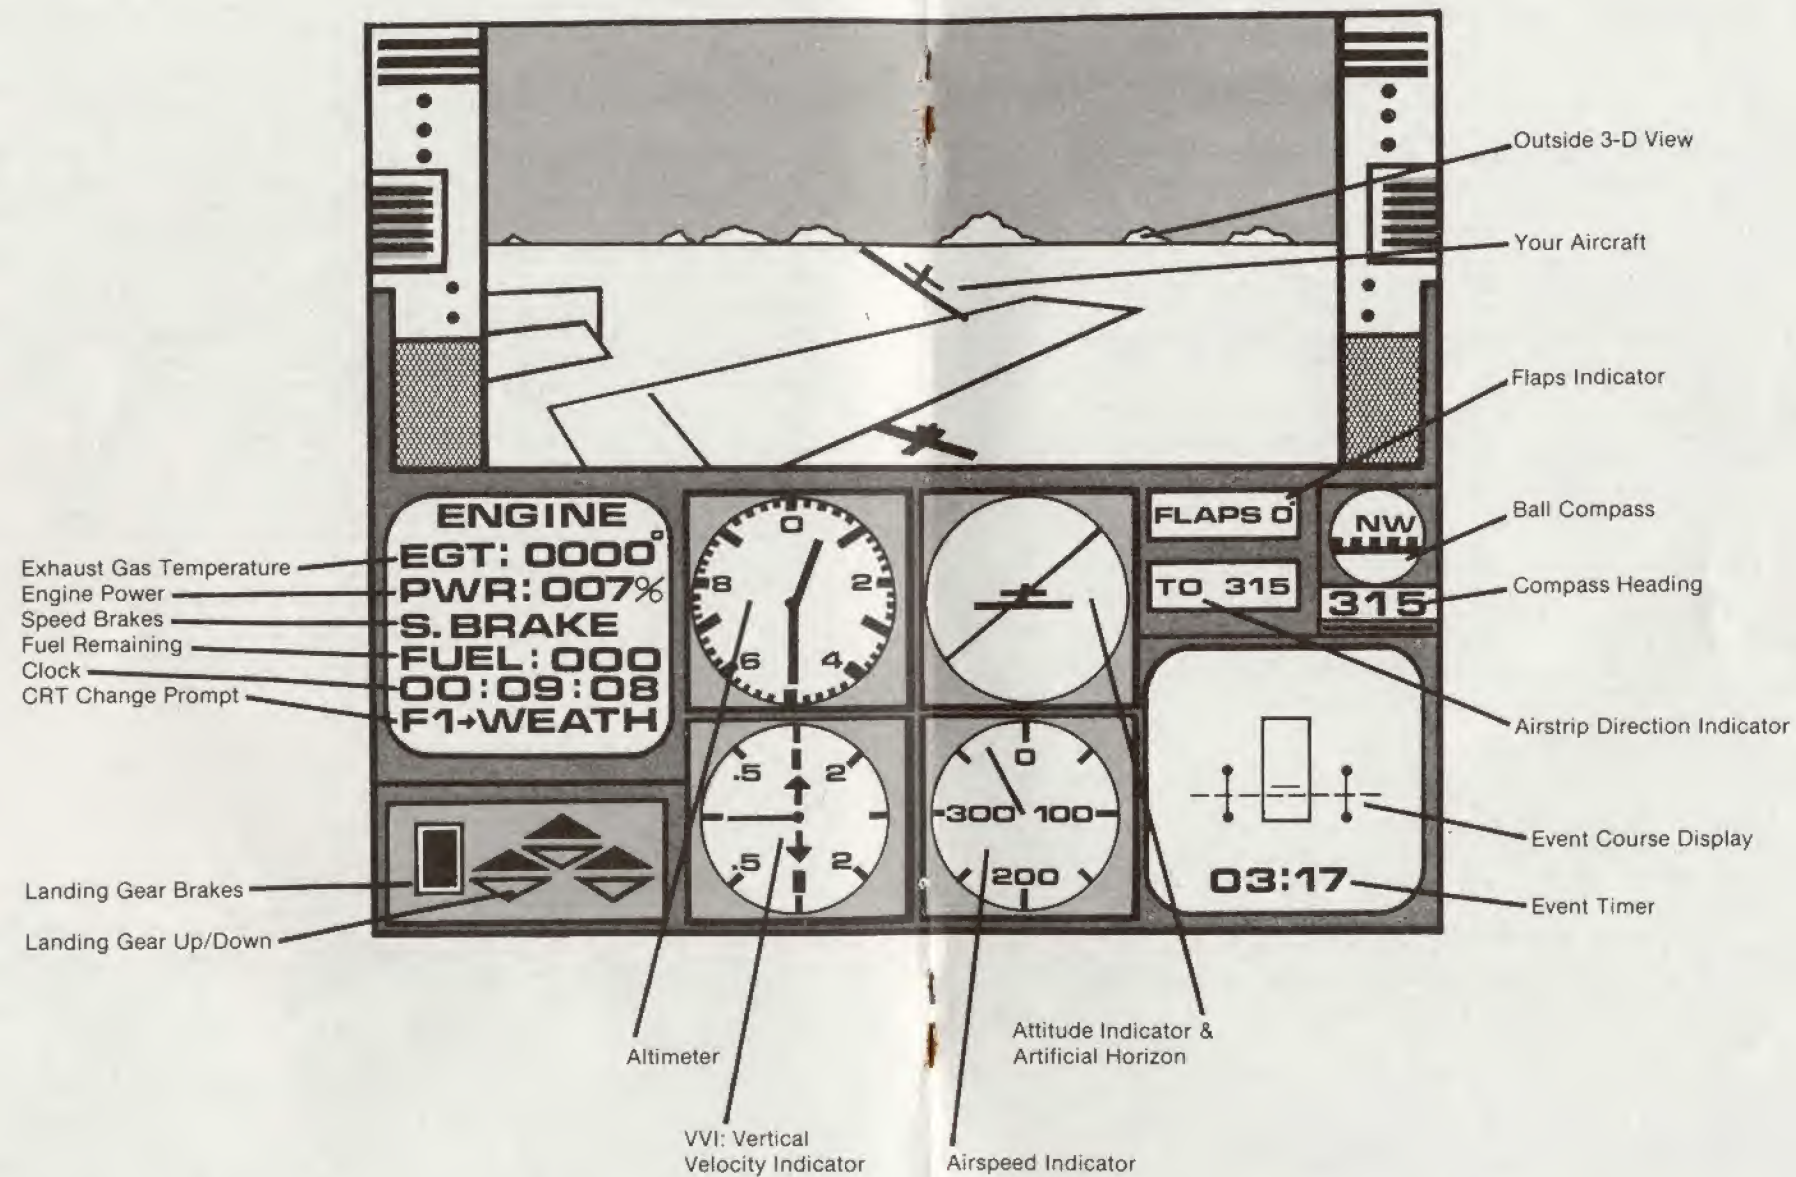 Outside 3-D View
Your Aircraft
Flaps Indicator
Ball Compass
Compass Heading
Airstrip Direction Indicator
Event Course Display
Event Timer
Exhaust Gas Temperature
Engine Power
Speed Brakes
Fuel Remaining
Clock
CRT Change Prompt
Landing Gear Brakes
Landing Gear Up/Down
ENGINE
EGT: 0000°
PWR: 007%
S. BRAKE
FUEL: 000
00:09:08
F1→WEATH
0
8 2
6 4
.5 2
.5 2
0
300 100
200
FLAPS 0°
TO 315
NW
315
03:17
Altimeter
VVI: Vertical
Velocity Indicator
Attitude Indicator &
Artificial Horizon
Airspeed Indicator